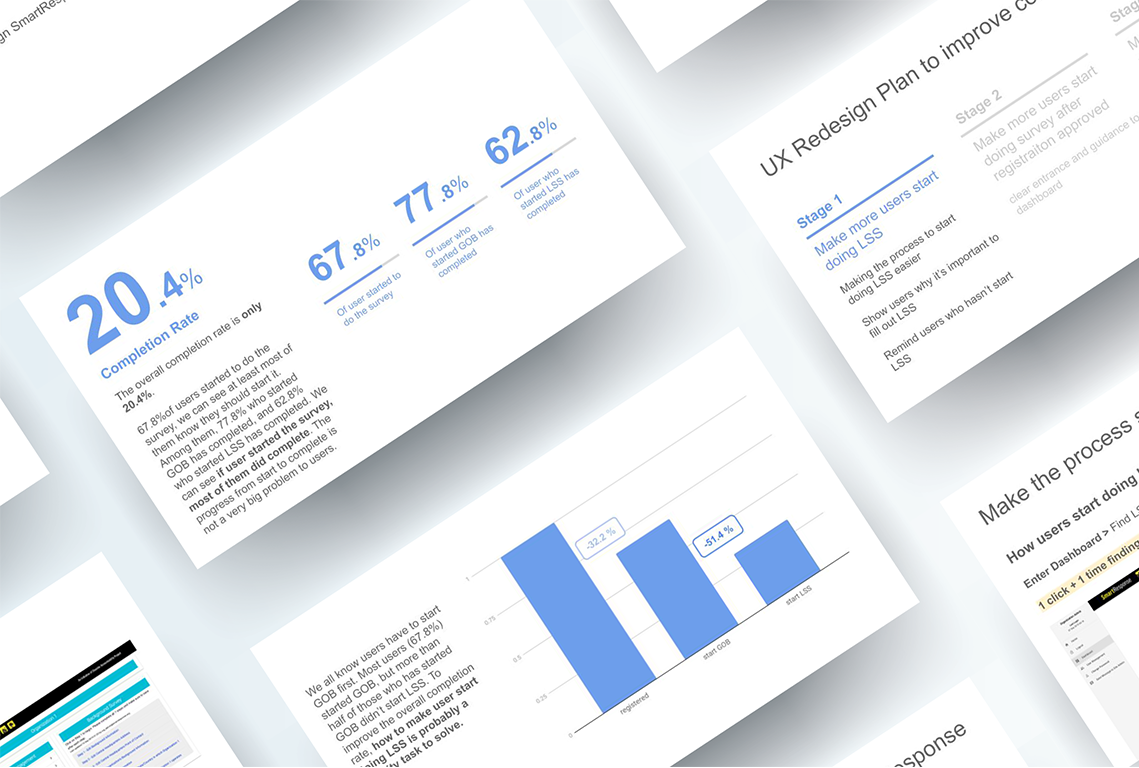 20.4%
Completion Rate
The overall completion rate is only
20.4%.
67.8%of users started to do the
survey, we can see at least most of
them know they should start it.
Among them, 77.8% who started
GOB has completed, and 62.8%
who started LSS has completed. We
can see if user started the survey,
most of them did complete. The
progress from start to complete is
not a very big problem to users.
67.8%
Of user started to
do the survey
77.8%
Of user who
started GOB has
completed
62.8%
Of user who
started LSS has
completed
UX Redesign Plan to improve
Stage 1
Make more users start
doing LSS
Making the process to start
doing LSS easier
Show users why it's important to
fill out LSS
Remind users who hasn't start
LSS
Stage 2
Make more users start
doing survey after
registraiton approved
clear entrance and guidance to
dashboard
We all know users have to start
GOB first. Most users (67.8%)
started GOB, but more than
half of those who has started
GOB didn't start LSS. To
improve the overall completion
rate, how to make user start
doing LSS is probably a
task to solve.
1
0.75
0.5
0.25
0
-32.2 %
-51.4 %
registered
start GOB
start LSS
Make the process
How users start doing
Enter Dashboard > Find
1 click + 1 time finding
SmartResponse
Organization
Background Survey